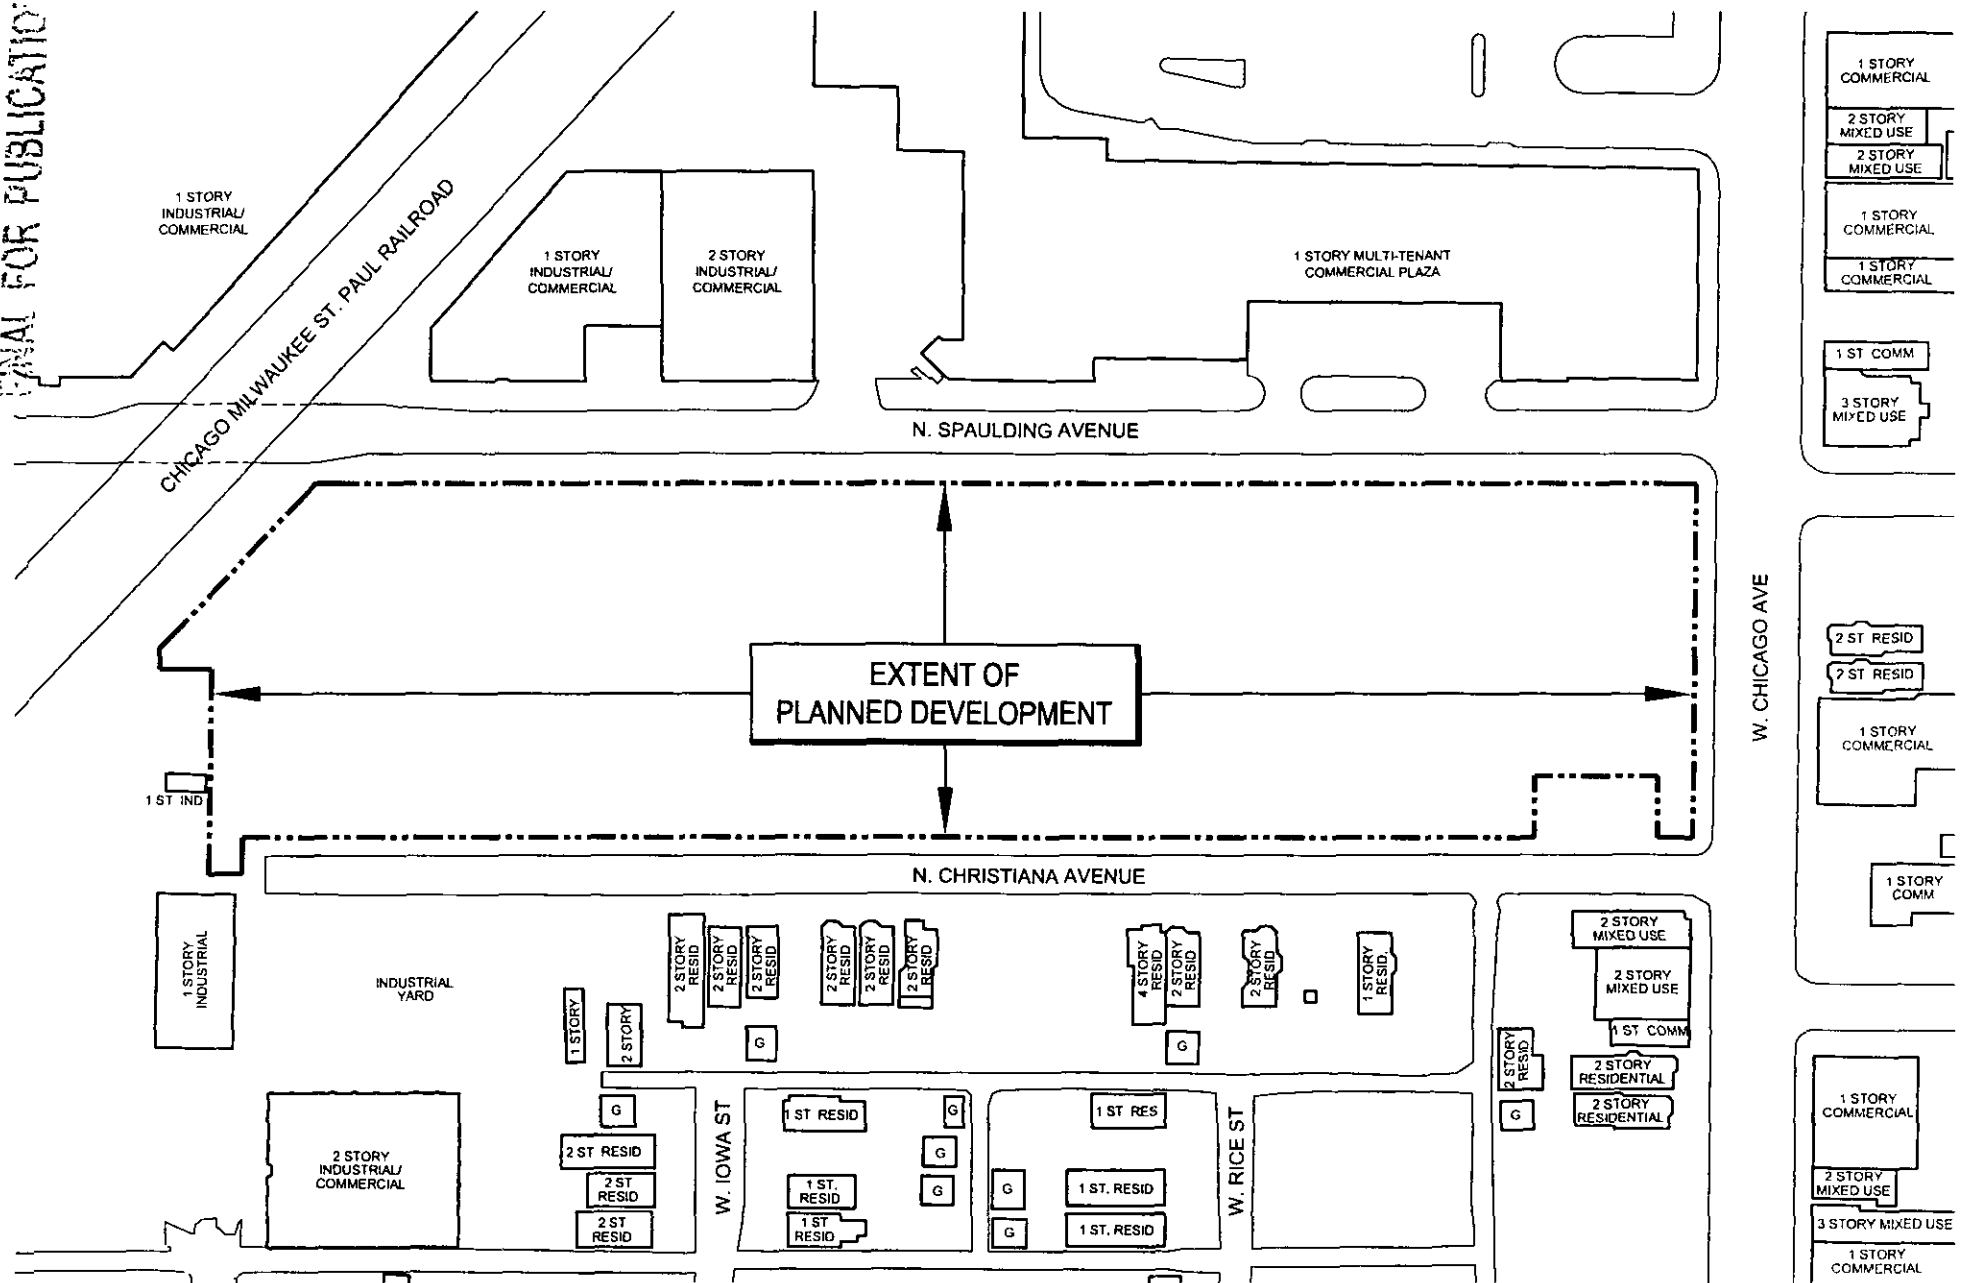 FINAL FOR PUBLICATION
1 STORY
INDUSTRIAL/
COMMERCIAL
CHICAGO MILWAUKEE ST. PAUL RAILROAD
1 STORY
INDUSTRIAL/
COMMERCIAL
2 STORY
INDUSTRIAL/
COMMERCIAL
1 STORY MULTI-TENANT
COMMERCIAL PLAZA
1 STORY
COMMERCIAL
2 STORY
MIXED USE
2 STORY
MIXED USE
1 STORY
COMMERCIAL
1 STORY
COMMERCIAL
1 ST COMM
3 STORY
MIXED USE
N. SPAULDING AVENUE
W. CHICAGO AVE
EXTENT OF
PLANNED DEVELOPMENT
2 ST RESID
2 ST RESID
1 STORY
COMMERCIAL
1 ST IND
N. CHRISTIANA AVENUE
1 STORY
COMM
1 STORY
INDUSTRIAL
INDUSTRIAL
YARD
1 STORY
2 STORY
2 STORY
RESID
2 STORY
RESID
2 STORY
RESID
G
2 STORY
RESID
2 STORY
RESID
2 STORY
RESID
4 STORY
RESID
2 STORY
RESID
G
2 STORY
RESID
1 STORY
RESID.
2 STORY
MIXED USE
2 STORY
MIXED USE
1 ST COMM
2 STORY
RESID
2 STORY
RESIDENTIAL
2 STORY
RESIDENTIAL
G
2 STORY
INDUSTRIAL/
COMMERCIAL
G
2 ST RESID
2 ST
RESID
2 ST
RESID
W. IOWA ST
1 ST RESID
G
G
G
1 ST.
RESID
1 ST
RESID
1 ST RES
G
1 ST. RESID
G
1 ST. RESID
W. RICE ST
1 STORY
COMMERCIAL
2 STORY
MIXED USE
3 STORY MIXED USE
1 STORY
COMMERCIAL